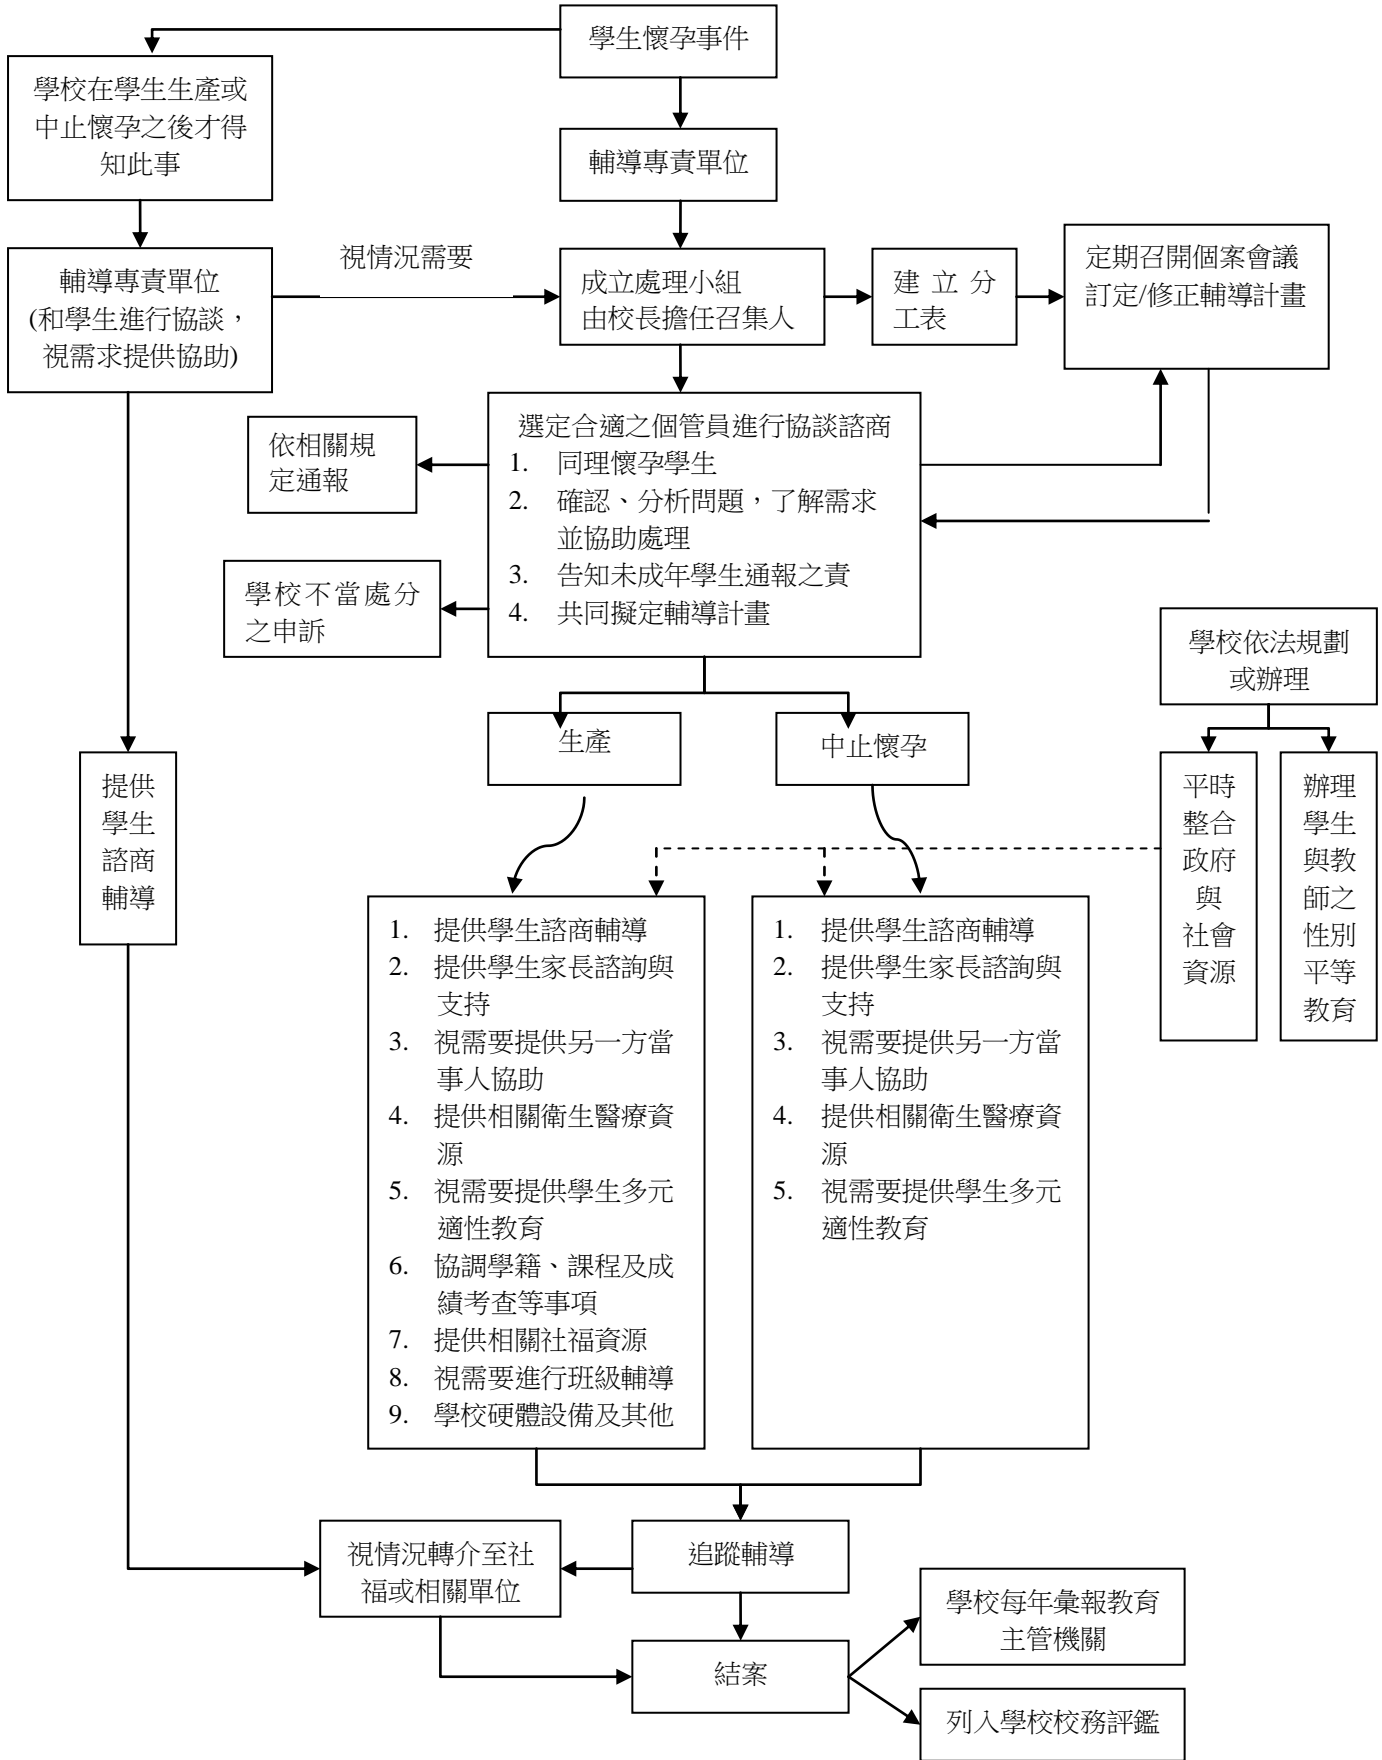 學生懷孕事件
學校在學生生產或
中止懷孕之後才得
知此事
輔導專責單位
輔導專責單位
(和學生進行協談，
視需求提供協助)
視情況需要
成立處理小組
由校長擔任召集人
建立分
工表
定期召開個案會議
訂定/修正輔導計畫
選定合適之個管員進行協談諮商
1. 同理懷孕學生
2. 確認、分析問題，了解需求
並協助處理
3. 告知未成年學生通報之責
4. 共同擬定輔導計畫
依相關規
定通報
學校不當處分
之申訴
學校依法規劃
或辦理
生產
中止懷孕
平時
整合
政府
與
社會
資源
辦理
學生
與教
師之
性別
平等
教育
提供
學生
諮商
輔導
1. 提供學生諮商輔導
2. 提供學生家長諮詢與
支持
3. 視需要提供另一方當
事人協助
4. 提供相關衛生醫療資
源
5. 視需要提供學生多元
適性教育
6. 協調學籍、課程及成
績考查等事項
7. 提供相關社福資源
8. 視需要進行班級輔導
9. 學校硬體設備及其他
1. 提供學生諮商輔導
2. 提供學生家長諮詢與
支持
3. 視需要提供另一方當
事人協助
4. 提供相關衛生醫療資
源
5. 視需要提供學生多元
適性教育
視情況轉介至社
福或相關單位
追蹤輔導
結案
學校每年彙報教育
主管機關
列入學校校務評鑑